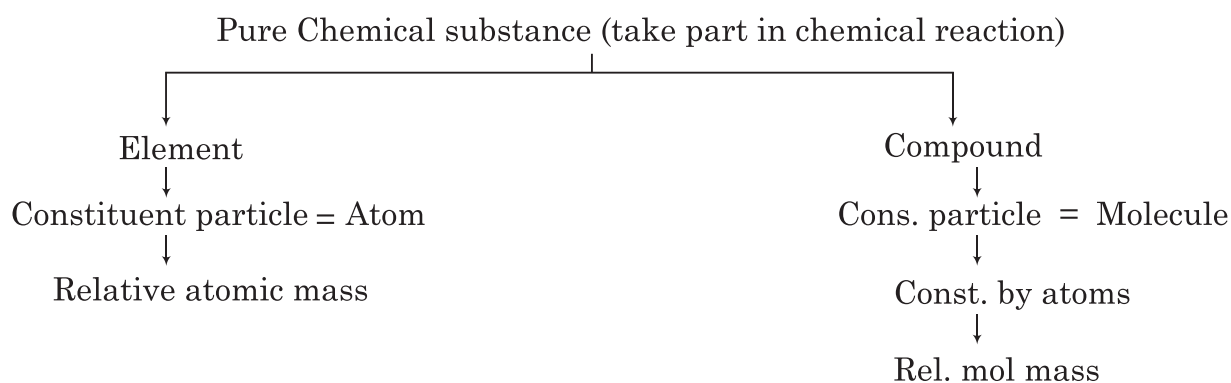 Pure Chemical substance (take part in chemical reaction)
Element
Compound
Constituent particle = Atom
Cons. particle = Molecule
Relative atomic mass
Const. by atoms
Rel. mol mass